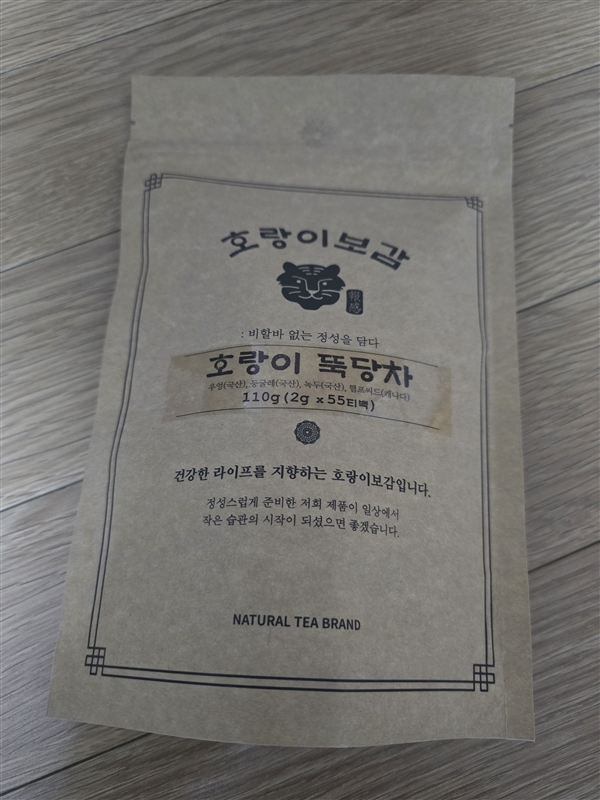 호랑이보감
報感
: 비할바 없는 정성을 담다
호랑이 뚝당차
우엉(국산), 둥굴레(국산), 녹두(국산), 햄프씨드(캐나다)
110g (2g x 55티백)
건강한 라이프를 지향하는 호랑이보감입니다.
정성스럽게 준비한 저희 제품이 일상에서
작은 습관의 시작이 되셨으면 좋겠습니다.
NATURAL TEA BRAND